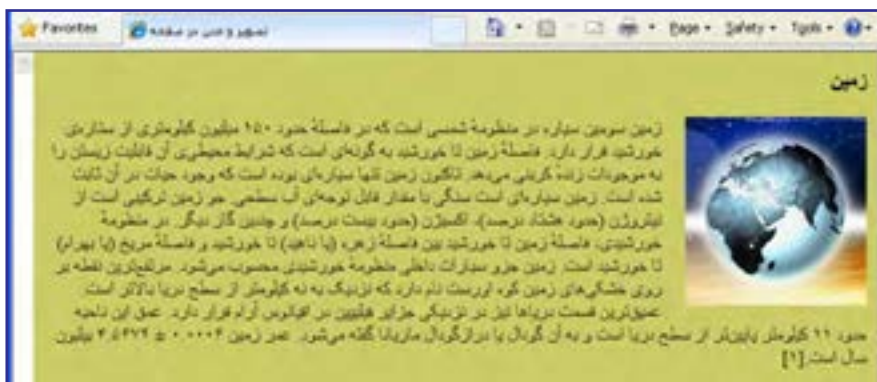 Favorites تصویر و متن در صفحه Page Safety Tools
زمین
زمین سومین سیاره در منظومهٔ شمسی است که در فاصلهٔ حدود ۱۵۰ میلیون کیلومتری از ستاره‌ی
خورشید قرار دارد. فاصلهٔ زمین تا خورشید به گونه‌ای است که شرایط محیطی‌ی آن قابلیت زیستن را
به موجودات زندهٔ کربنی می‌دهد. تاکنون زمین تنها سیاره‌ای بوده است که وجود حیات در آن ثابت
شده است. زمین سیاره‌ای است سنگی با مقدار قابل توجه‌ای آب سطحی. جو زمین ترکیبی است از
نیتروژن (حدود هشتاد درصد)، اکسیژن (حدود بیست درصد) و چندین گاز دیگر. در منظومهٔ
خورشیدی، فاصلهٔ زمین تا خورشید بین فاصلهٔ زهره (یا ناهید) تا خورشید و فاصلهٔ مریخ (یا بهرام)
تا خورشید است. زمین جزو سیارات داخلی منظومهٔ خورشیدی محسوب می‌شود. مرتفع‌ترین نقطه بر
روی خشکی‌های زمین کوه اورست نام دارد که نزدیک به نه کیلومتر از سطح دریا بالاتر است.
عمیق‌ترین قسمت دریاها نیز در نزدیکی جزایر فیلیپین در اقیانوس آرام قرار دارد. عمق این ناحیه
حدود ۱۱ کیلومتر پایین‌تر از سطح دریا است و به آن گودال یا درازگودال ماریانا گفته می‌شود. عمر زمین ۰.۰۰۰۴ ± ۴.۵۶۷۲ بیلیون
سال است.[۱]